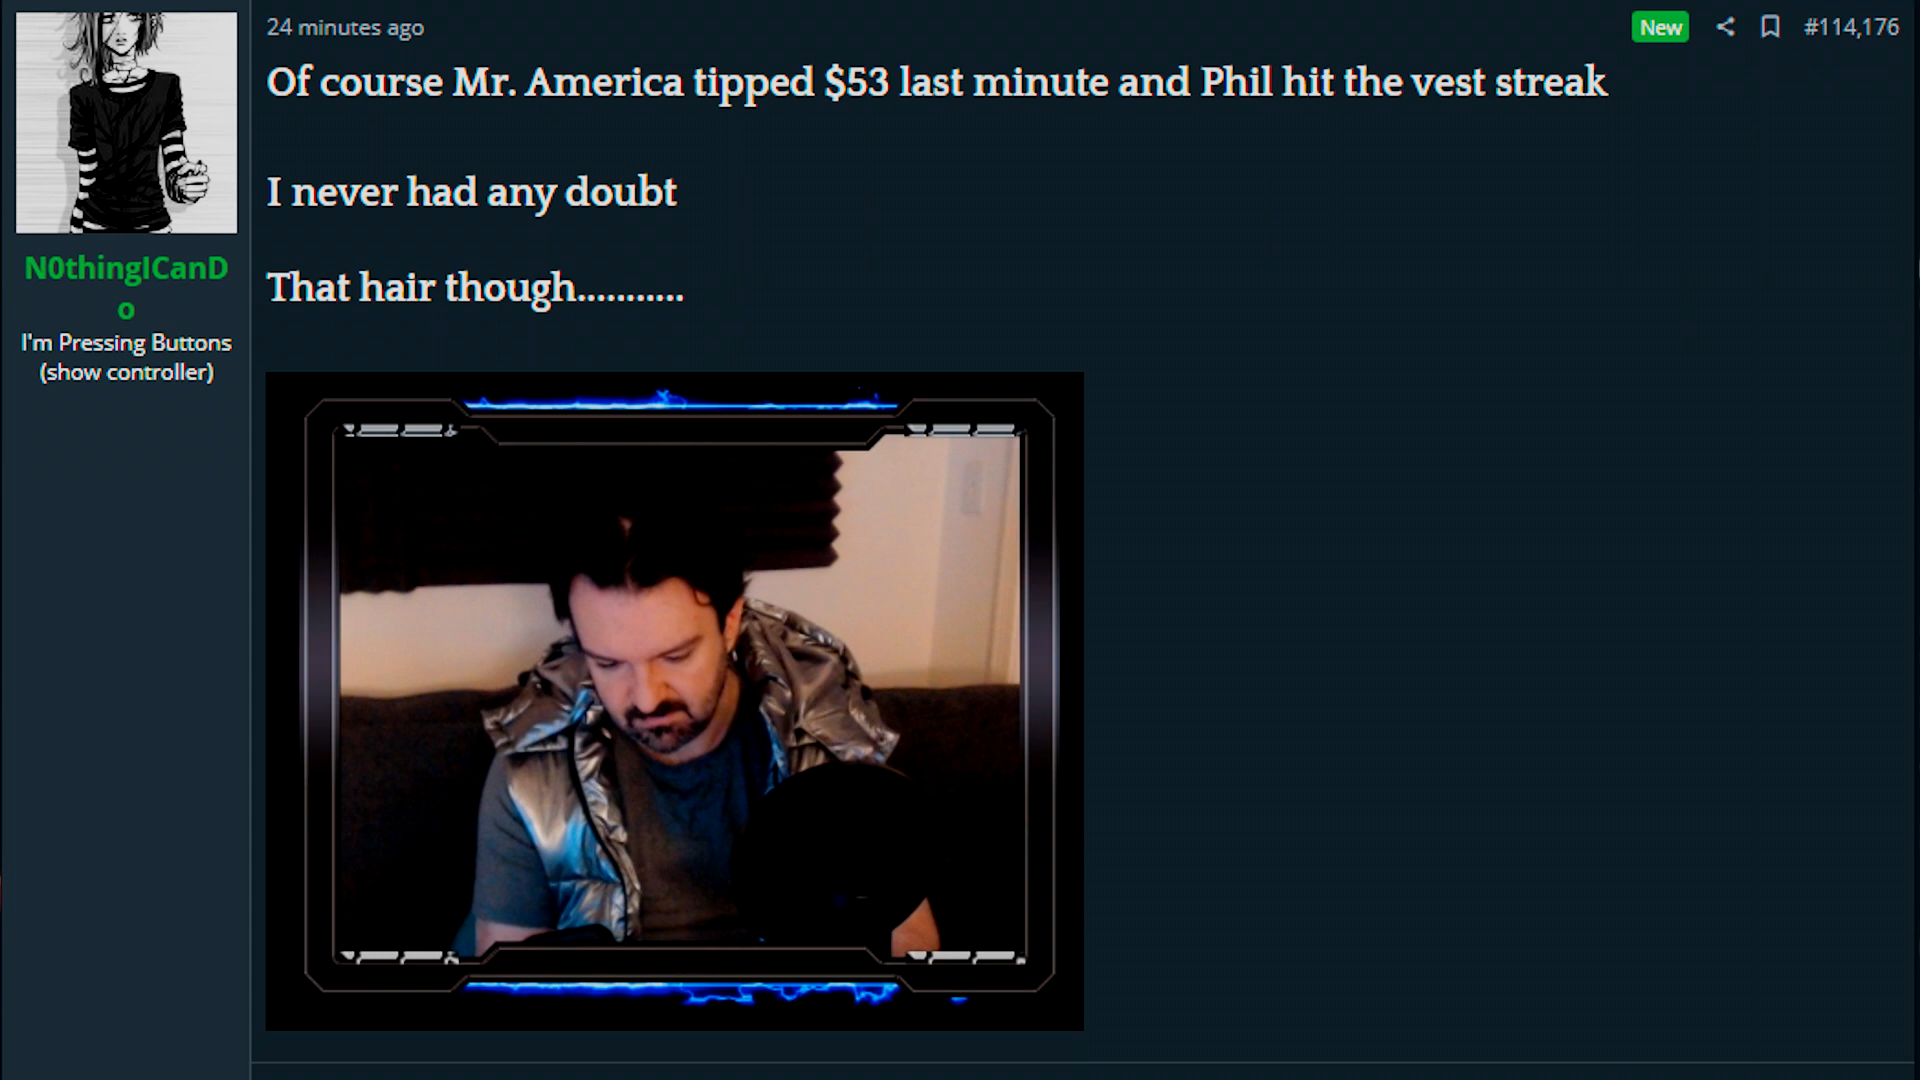 24 minutes ago
New
#114,176
Of course Mr. America tipped $53 last minute and Phil hit the vest streak
I never had any doubt
That hair though...........
N0thingICanD
o
I'm Pressing Buttons
(show controller)